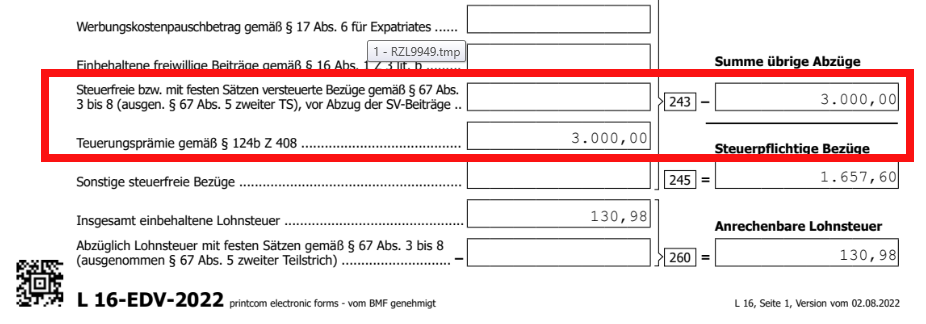 Werbungskostenpauschbetrag gemäß § 17 Abs. 6 für Expatriates ......
1 - RZL9949.tmp
Einbehaltene freiwillige Beiträge gemäß § 16 Abs. 1 Z 3 lit. b .........
Summe übrige Abzüge
Steuerfreie bzw. mit festen Sätzen versteuerte Bezüge gemäß § 67 Abs.
3 bis 8 (ausgen. § 67 Abs. 5 zweiter TS), vor Abzug der SV-Beiträge ..
243 – 3.000,00
Teuerungsprämie gemäß § 124b Z 408 ........................................ 3.000,00
Steuerpflichtige Bezüge
Sonstige steuerfreie Bezüge ......................................................
245 = 1.657,60
Insgesamt einbehaltene Lohnsteuer ............................................ 130,98
Anrechenbare Lohnsteuer
Abzüglich Lohnsteuer mit festen Sätzen gemäß § 67 Abs. 3 bis 8
(ausgenommen § 67 Abs. 5 zweiter Teilstrich) ........................... –
260 = 130,98
L 16-EDV-2022 printcom electronic forms - vom BMF genehmigt
L 16, Seite 1, Version vom 02.08.2022